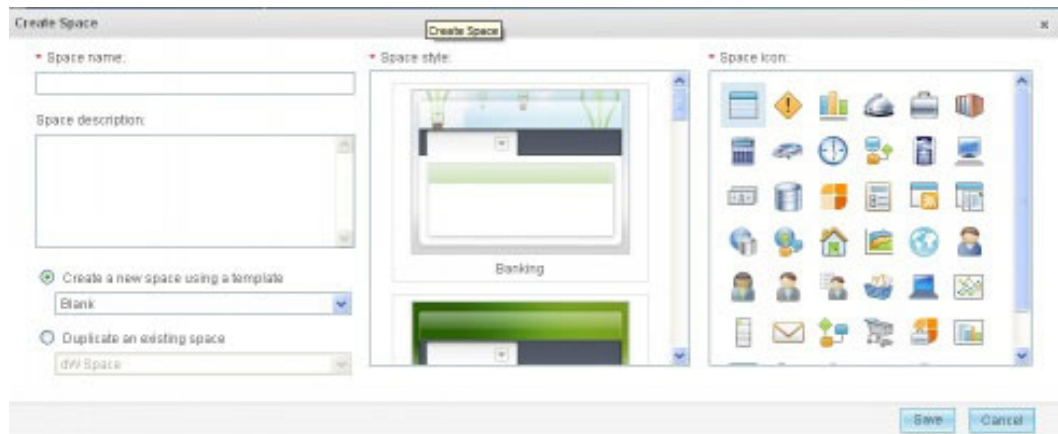 Create Space
Create Space
* Space name:
Space description:
Create a new space using a template
Blank
Duplicate an existing space
dW Space
* Space style:
Banking
* Space icon:
Save
Cancel